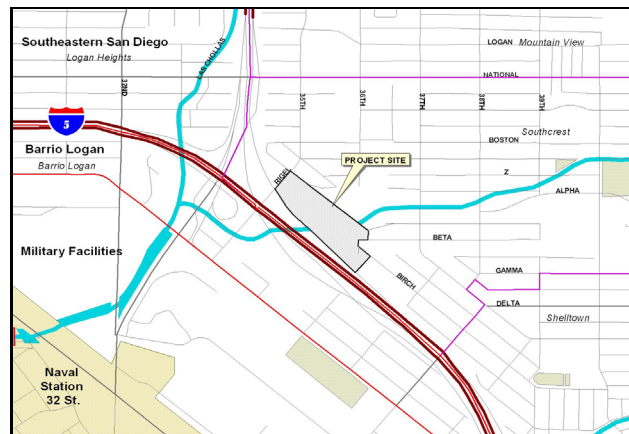 Southeastern San Diego
Logan Heights
LAS CHOLLAS
32ND
LOGAN
Mountain View
NATIONAL
35TH
36TH
37TH
38TH
39TH
5
Barrio Logan
Barrio Logan
BOSTON
Southcrest
PROJECT SITE
RIGEL
Z
ALPHA
BETA
Military Facilities
BIRCH
GAMMA
DELTA
Shelltown
Naval
Station
32 St.